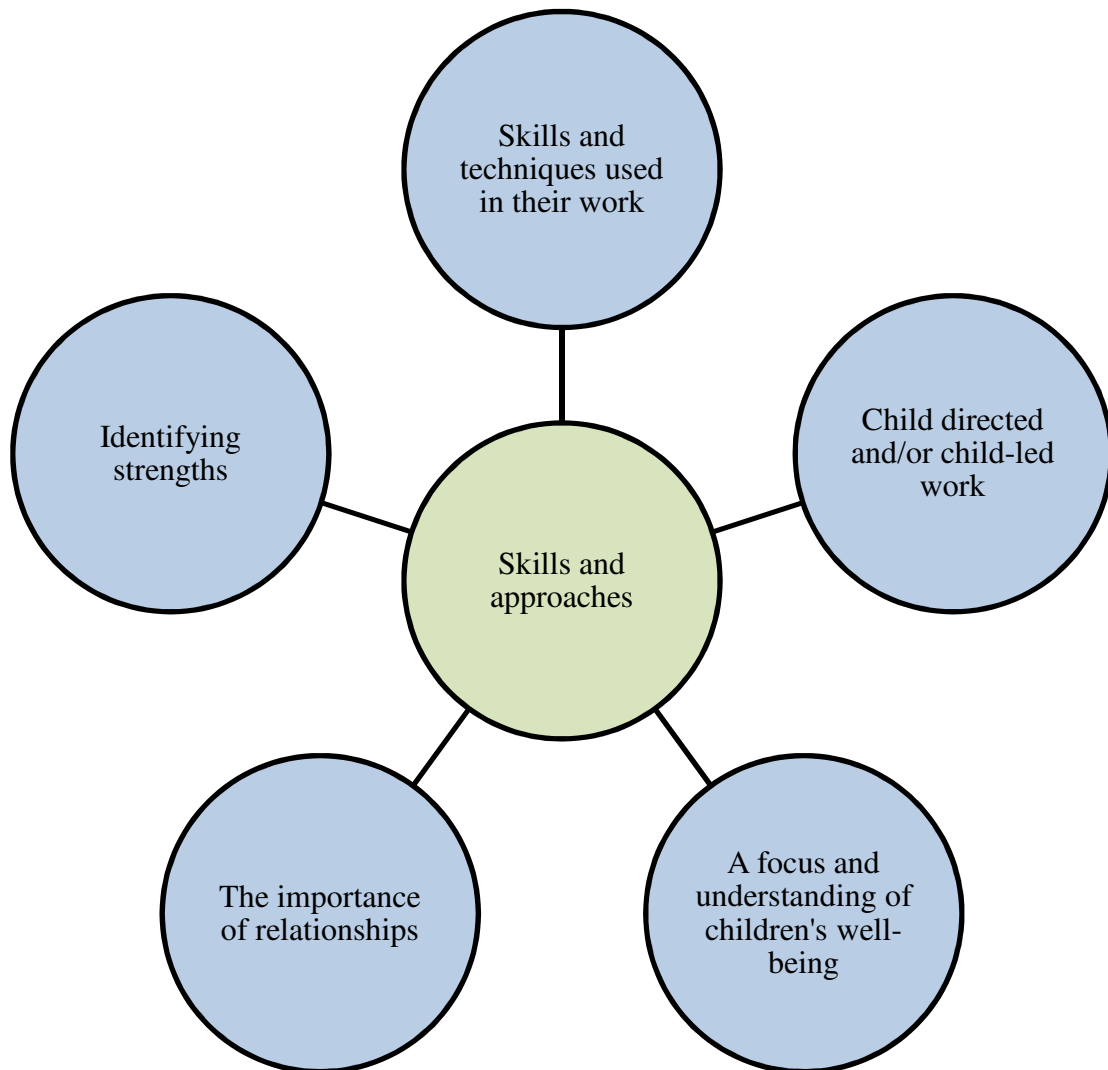 Skills and
techniques used
in their work
Identifying
strengths
Child directed
and/or child-led
work
Skills and
approaches
The importance
of relationships
A focus and
understanding of
children's well-
being